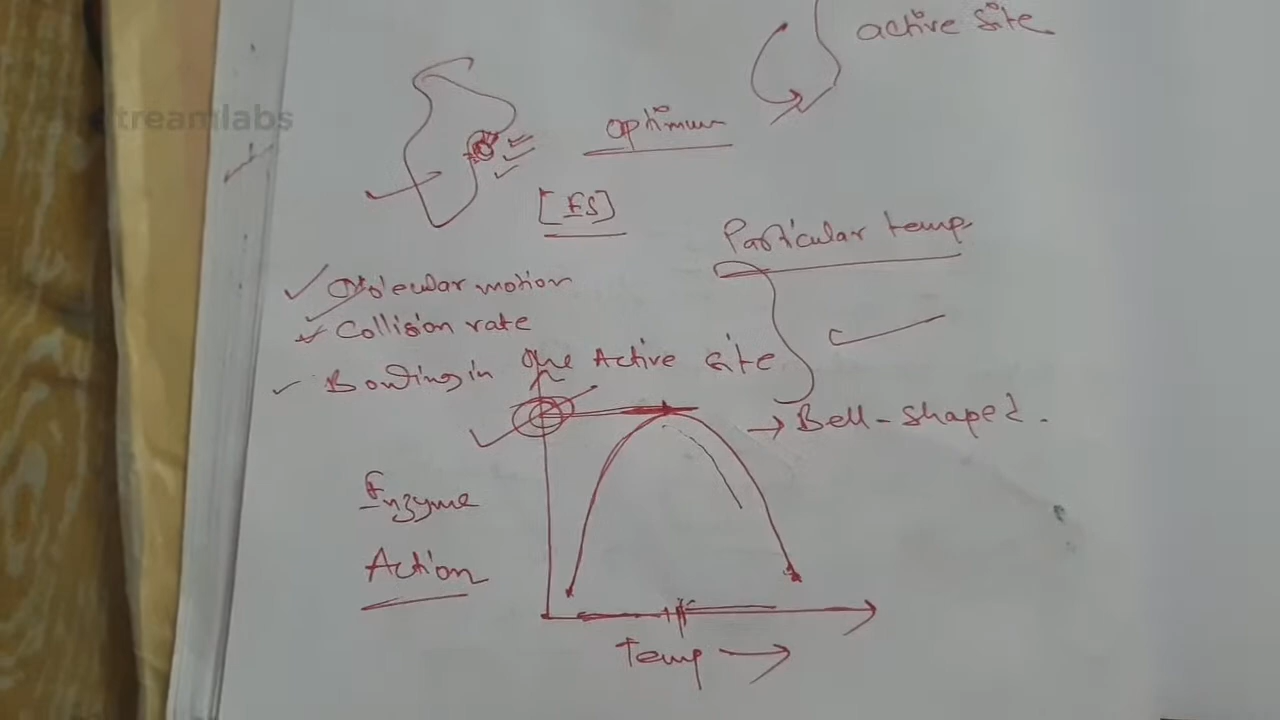 active site
streamlabs
optimum
[ES]
Particular temp.
Molecular motion
Collision rate
Bonding in the Active site
→ Bell-shaped.
Enzyme
Action
Temp →